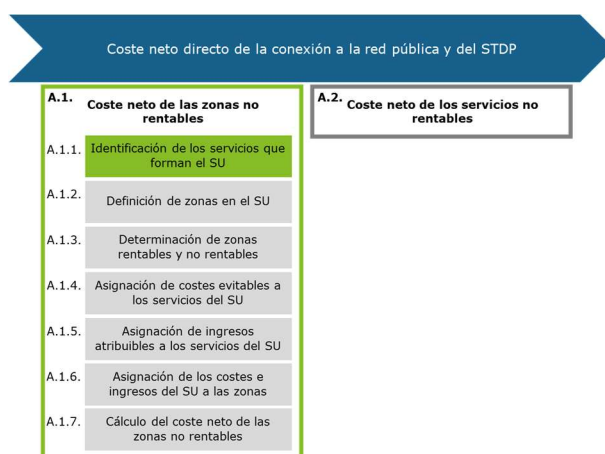 Coste neto directo de la conexión a la red pública y del STDP
A.1. Coste neto de las zonas no
rentables
A.2. Coste neto de los servicios no
rentables
A.1.1. Identificación de los servicios que
forman el SU
A.1.2. Definición de zonas en el SU
A.1.3. Determinación de zonas
rentables y no rentables
A.1.4. Asignación de costes evitables a
los servicios del SU
A.1.5. Asignación de ingresos
atribuibles a los servicios del SU
A.1.6. Asignación de los costes e
ingresos del SU a las zonas
A.1.7. Cálculo del coste neto de las
zonas no rentables